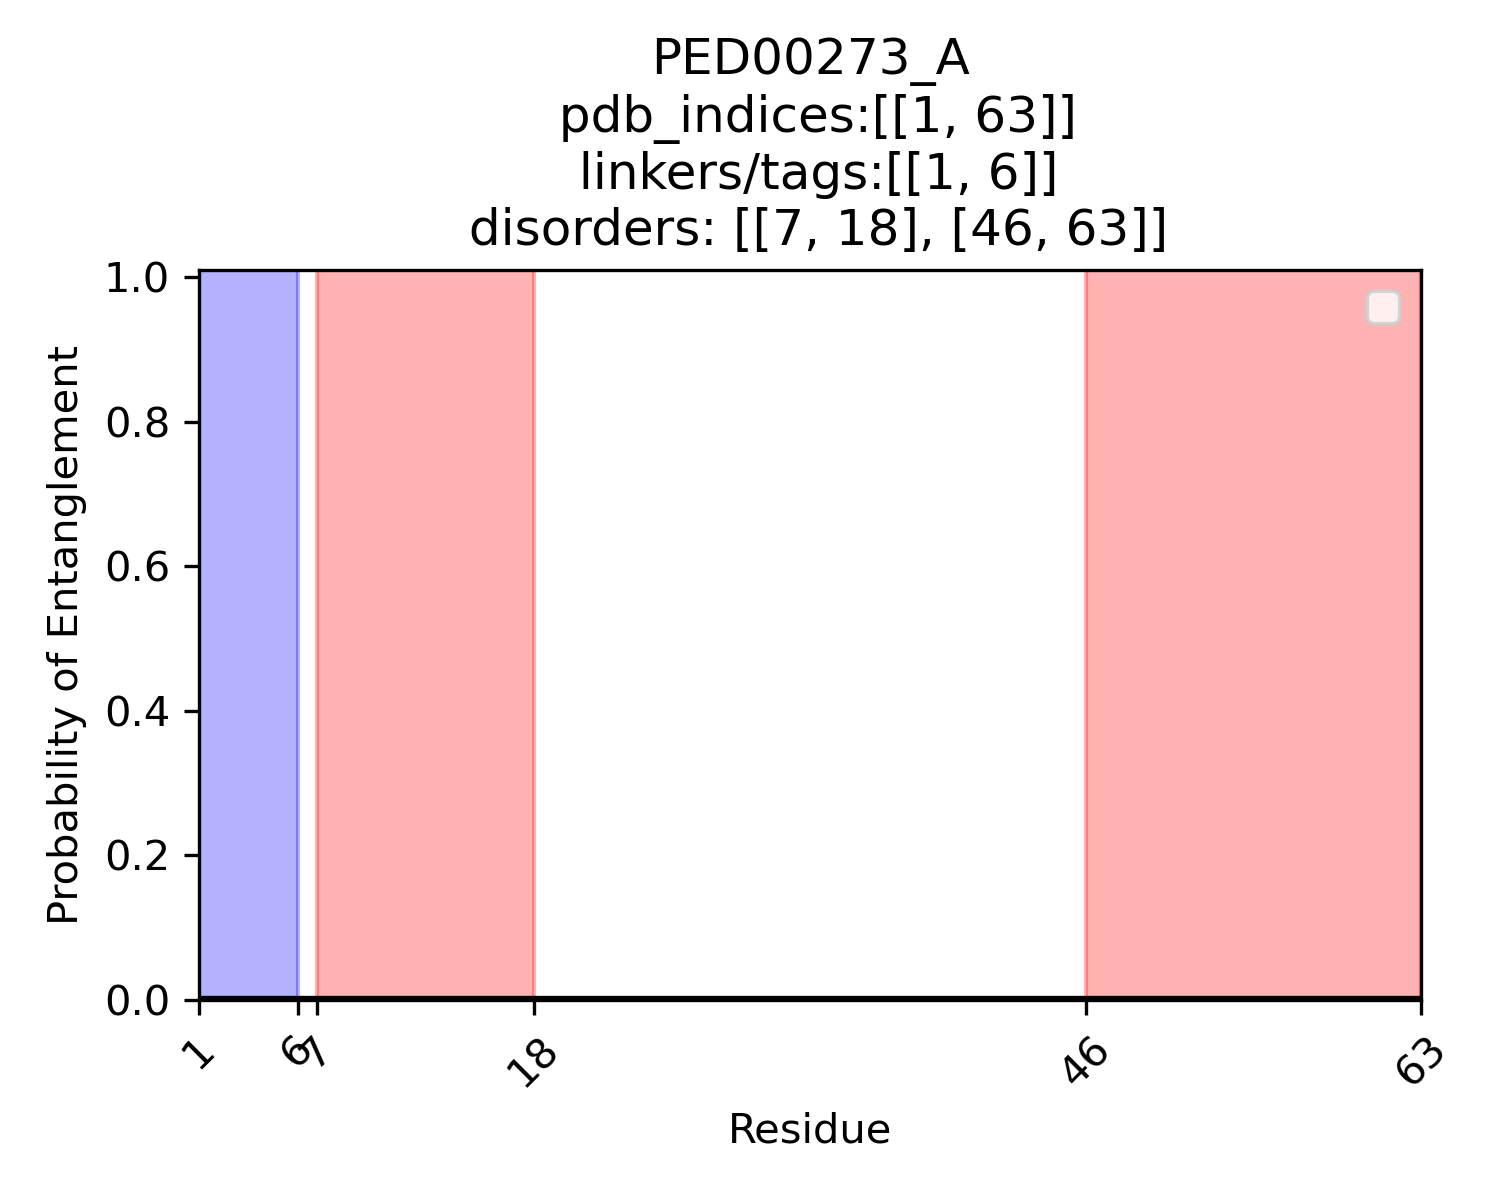 PED00273_A
pdb_indices:[[1, 63]]
linkers/tags:[[1, 6]]
disorders: [[7, 18], [46, 63]]
Probability of Entanglement
1.0
0.8
0.6
0.4
0.2
0.0
1 6 7 18 46 63
Residue